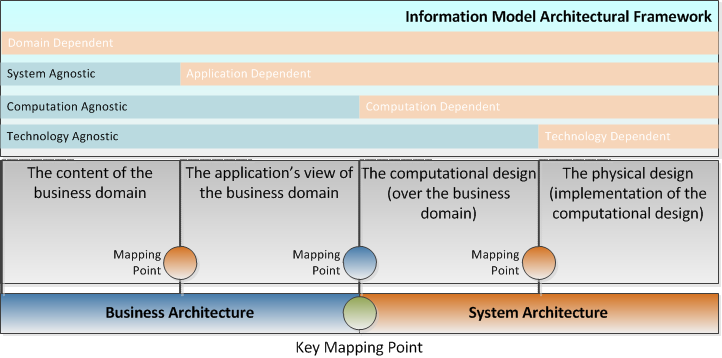 Information Model Architectural Framework
Domain Dependent
System Agnostic Application Dependent
Computation Agnostic Computation Dependent
Technology Agnostic Technology Dependent
The content of the
business domain
The application's view of
the business domain
The computational design
(over the business
domain)
The physical design
(implementation of the
computational design)
Mapping
Point
Mapping
Point
Mapping
Point
Business Architecture
System Architecture
Key Mapping Point